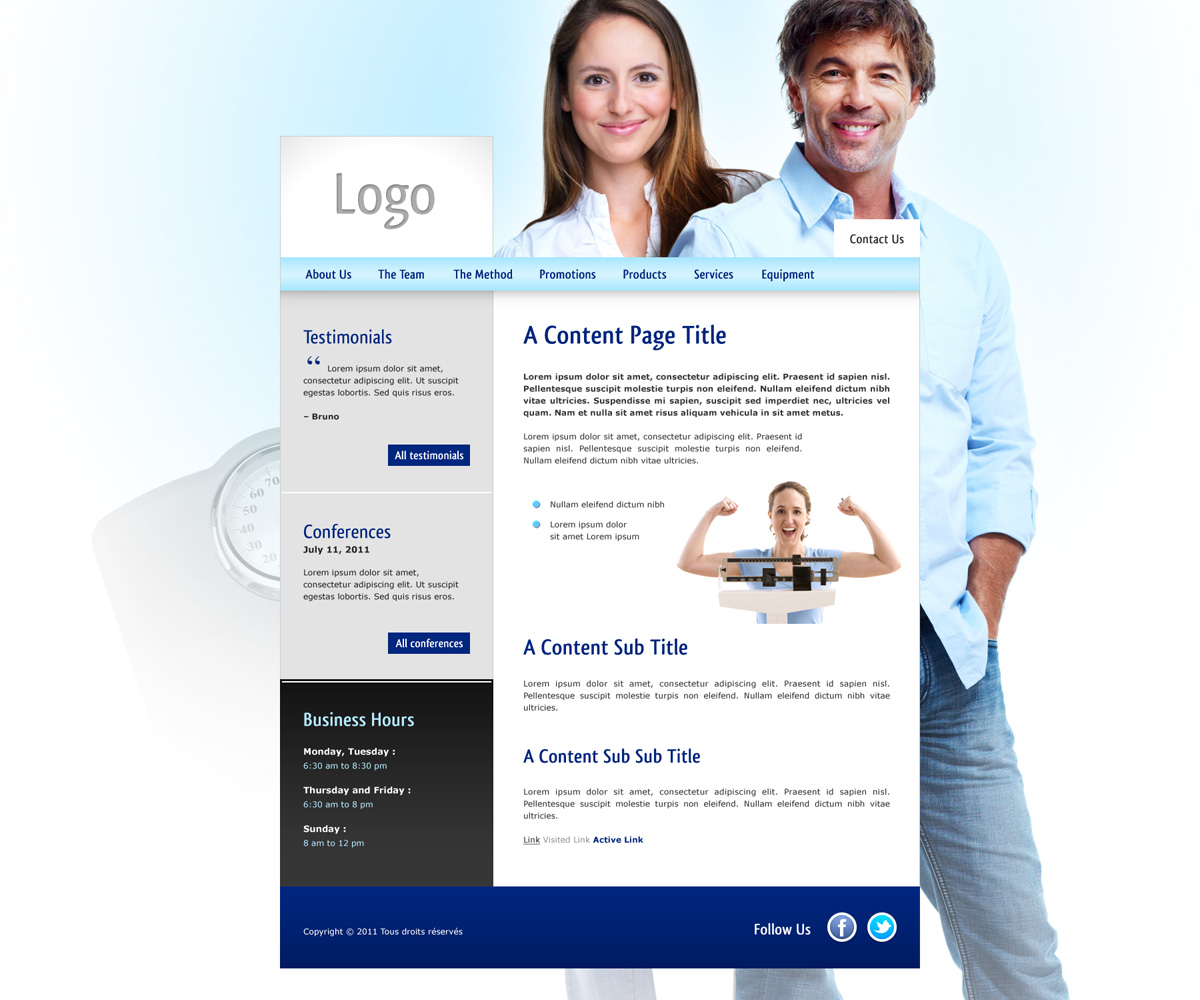 Logo
Contact Us
About Us The Team The Method Promotions Products Services Equipment
Testimonials
“ Lorem ipsum dolor sit amet,
consectetur adipiscing elit. Ut suscipit
egestas lobortis. Sed quis risus eros.
– Bruno
All testimonials
Conferences
July 11, 2011
Lorem ipsum dolor sit amet,
consectetur adipiscing elit. Ut suscipit
egestas lobortis. Sed quis risus eros.
All conferences
Business Hours
Monday, Tuesday :
6:30 am to 8:30 pm
Thursday and Friday :
6:30 am to 8 pm
Sunday :
8 am to 12 pm
A Content Page Title
Lorem ipsum dolor sit amet, consectetur adipiscing elit. Praesent id sapien nisl.
Pellentesque suscipit molestie turpis non eleifend. Nullam eleifend dictum nibh
vitae ultricies. Suspendisse mi sapien, suscipit sed imperdiet nec, ultricies vel
quam. Nam et nulla sit amet risus aliquam vehicula in sit amet metus.
Lorem ipsum dolor sit amet, consectetur adipiscing elit. Praesent id
sapien nisl. Pellentesque suscipit molestie turpis non eleifend.
Nullam eleifend dictum nibh vitae ultricies.
Nullam eleifend dictum nibh
Lorem ipsum dolor
sit amet Lorem ipsum
A Content Sub Title
Lorem ipsum dolor sit amet, consectetur adipiscing elit. Praesent id sapien nisl.
Pellentesque suscipit molestie turpis non eleifend. Nullam eleifend dictum nibh vitae
ultricies.
A Content Sub Sub Title
Lorem ipsum dolor sit amet, consectetur adipiscing elit. Praesent id sapien nisl.
Pellentesque suscipit molestie turpis non eleifend. Nullam eleifend dictum nibh vitae
ultricies.
Link Visited Link Active Link
70
60
50
40
30
20
Copyright © 2011 Tous droits réservés
Follow Us
f